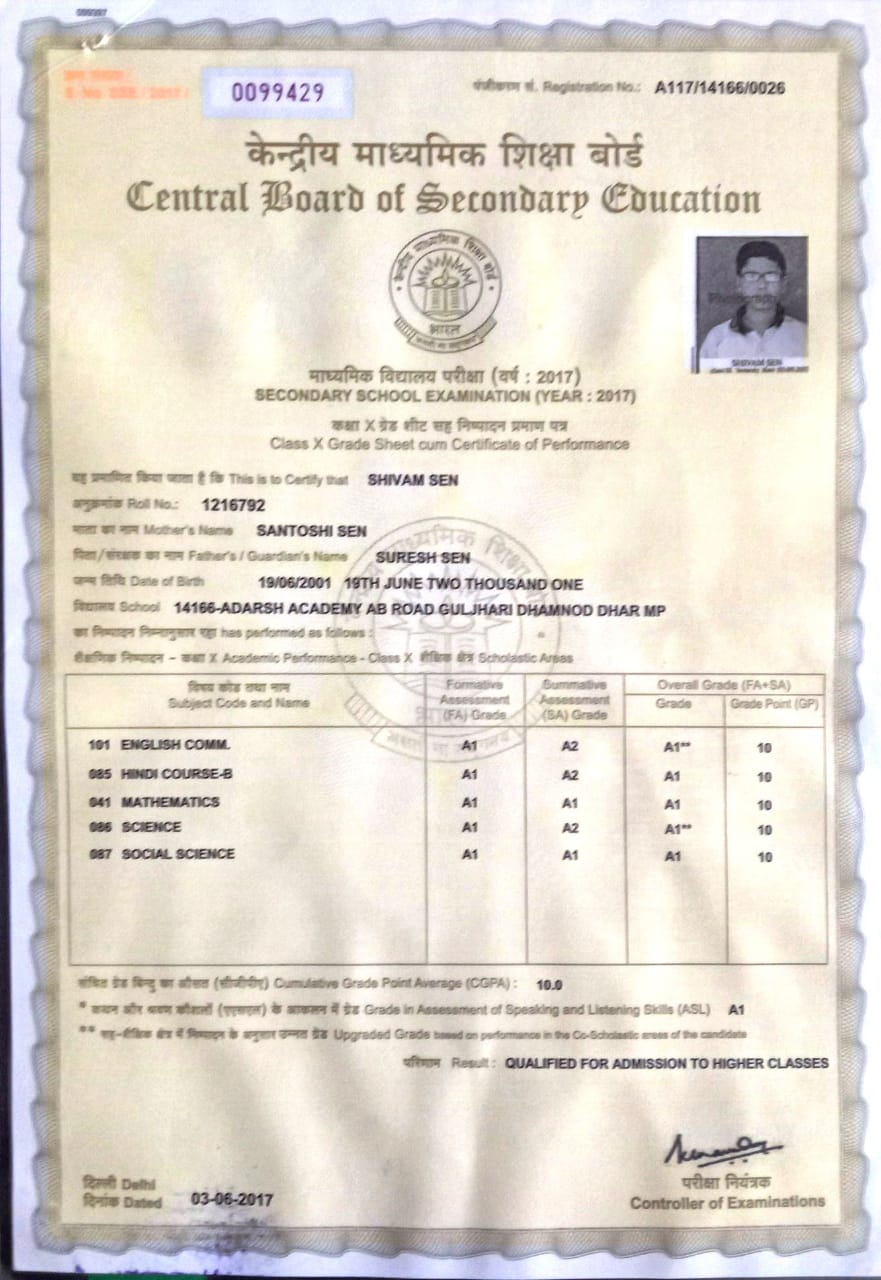 099397
0099429
पंजीकरण सं. Registration No.: A117/14166/0026
केन्द्रीय माध्यमिक शिक्षा बोर्ड
Central Board of Secondary Education
केन्द्रीय माध्यमिक शिक्षा बोर्ड
भारत
SHIVAM SEN
माध्यमिक विद्यालय परीक्षा (वर्ष : 2017)
SECONDARY SCHOOL EXAMINATION (YEAR : 2017)
कक्षा X ग्रेड शीट सह निष्पादन प्रमाण पत्र
Class X Grade Sheet cum Certificate of Performance
यह प्रमाणित किया जाता है कि This is to Certify that SHIVAM SEN
अनुक्रमांक Roll No.: 1216792
माता का नाम Mother's Name SANTOSHI SEN
पिता/संरक्षक का नाम Father's / Guardian's Name SURESH SEN
जन्म तिथि Date of Birth 19/06/2001 19TH JUNE TWO THOUSAND ONE
विद्यालय School 14166-ADARSH ACADEMY AB ROAD GULJHARI DHAMNOD DHAR MP
का निष्पादन निम्नानुसार रहा has performed as follows :
शैक्षणिक निष्पादन – कक्षा X Academic Performance - Class X शैक्षिक क्षेत्र Scholastic Areas
विषय कोड तथा नाम Subject Code and Name Formative Assessment (FA) Grade Summative Assessment (SA) Grade Overall Grade (FA+SA)
Grade Grade Point (GP)
101 ENGLISH COMM. A1 A2 A1** 10
085 HINDI COURSE-B A1 A2 A1 10
041 MATHEMATICS A1 A1 A1 10
086 SCIENCE A1 A2 A1** 10
087 SOCIAL SCIENCE A1 A1 A1 10
संचित ग्रेड बिन्दु का औसत (सीजीपीए) Cumulative Grade Point Average (CGPA) : 10.0
* कथन और श्रवण कौशलों (एएसएल) के आकलन में ग्रेड Grade in Assessment of Speaking and Listening Skills (ASL) A1
** सह-शैक्षिक क्षेत्र में निष्पादन के अनुसार उन्नत ग्रेड Upgraded Grade based on performance in the Co-Scholastic areas of the candidate
परिणाम Result : QUALIFIED FOR ADMISSION TO HIGHER CLASSES
दिल्ली Delhi
दिनांक Dated 03-06-2017
परीक्षा नियंत्रक
Controller of Examinations